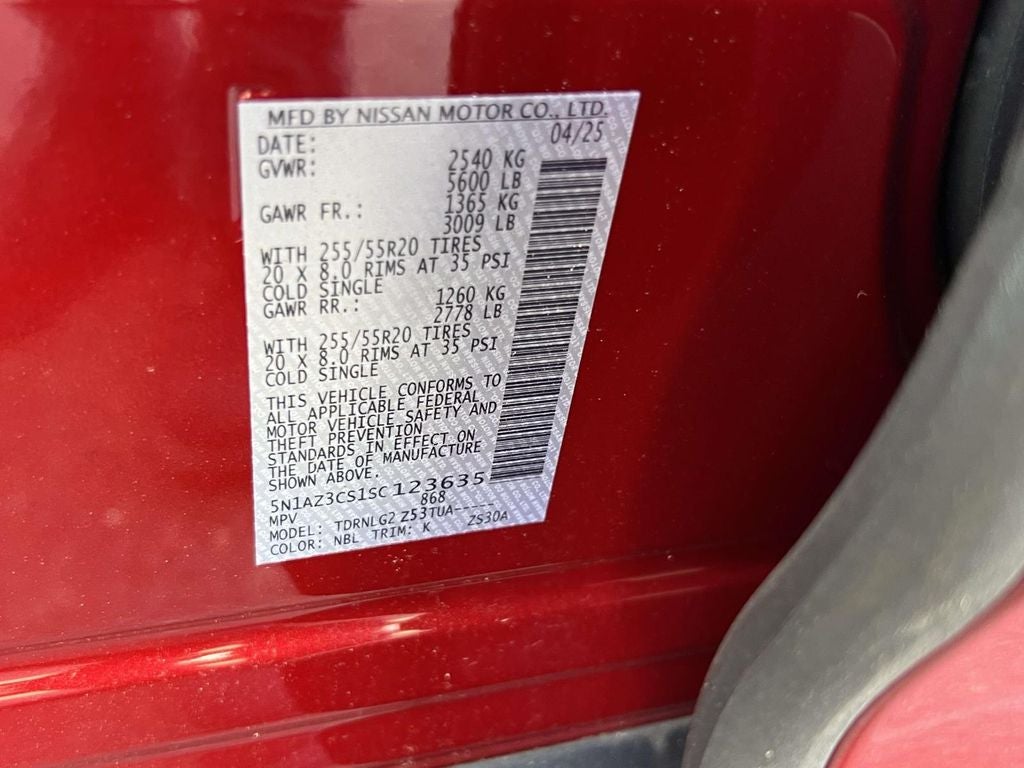 MFD BY NISSAN MOTOR CO., LTD.
DATE: 04/25
GVWR: 2540 KG
5600 LB
GAWR FR.: 1365 KG
3009 LB
WITH 255/55R20 TIRES
20 X 8.0 RIMS AT 35 PSI
COLD SINGLE
GAWR RR.: 1260 KG
2778 LB
WITH 255/55R20 TIRES
20 X 8.0 RIMS AT 35 PSI
COLD SINGLE
THIS VEHICLE CONFORMS TO
ALL APPLICABLE FEDERAL
MOTOR VEHICLE SAFETY AND
THEFT PREVENTION
STANDARDS IN EFFECT ON
THE DATE OF MANUFACTURE
SHOWN ABOVE.
5N1AZ3CS1SC123635
MPV 868
MODEL: TDRNLG2 Z53TUA-----
COLOR: NBL TRIM: K ZS30A